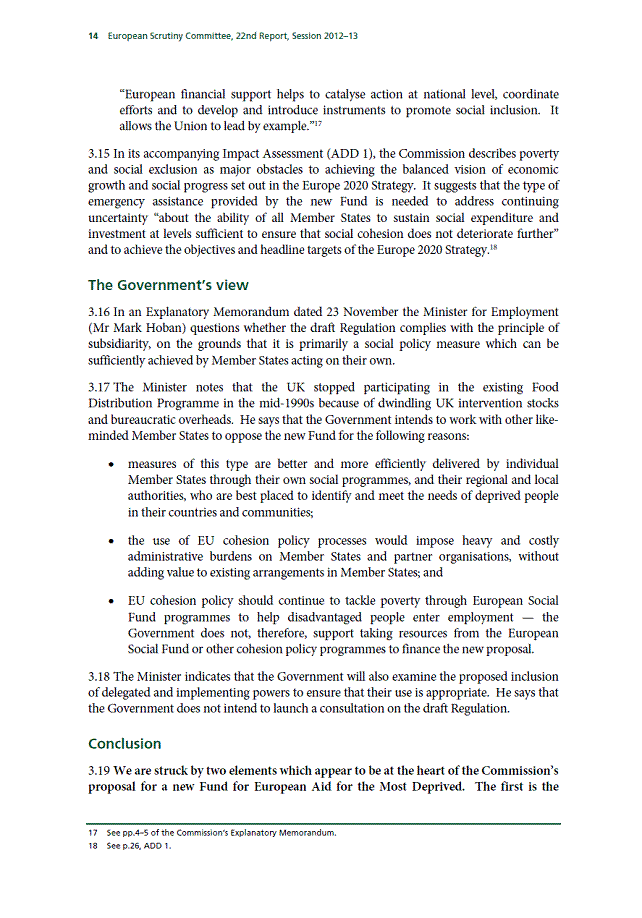 14 European Scrutiny Committee, 22nd Report, Session 2012–13
“European financial support helps to catalyse action at national level, coordinate
efforts and to develop and introduce instruments to promote social inclusion. It
allows the Union to lead by example.”17
3.15 In its accompanying Impact Assessment (ADD 1), the Commission describes poverty
and social exclusion as major obstacles to achieving the balanced vision of economic
growth and social progress set out in the Europe 2020 Strategy. It suggests that the type of
emergency assistance provided by the new Fund is needed to address continuing
uncertainty “about the ability of all Member States to sustain social expenditure and
investment at levels sufficient to ensure that social cohesion does not deteriorate further”
and to achieve the objectives and headline targets of the Europe 2020 Strategy.18
The Government’s view
3.16 In an Explanatory Memorandum dated 23 November the Minister for Employment
(Mr Mark Hoban) questions whether the draft Regulation complies with the principle of
subsidiarity, on the grounds that it is primarily a social policy measure which can be
sufficiently achieved by Member States acting on their own.
3.17 The Minister notes that the UK stopped participating in the existing Food
Distribution Programme in the mid-1990s because of dwindling UK intervention stocks
and bureaucratic overheads. He says that the Government intends to work with other like-
minded Member States to oppose the new Fund for the following reasons:
• measures of this type are better and more efficiently delivered by individual
Member States through their own social programmes, and their regional and local
authorities, who are best placed to identify and meet the needs of deprived people
in their countries and communities;
• the use of EU cohesion policy processes would impose heavy and costly
administrative burdens on Member States and partner organisations, without
adding value to existing arrangements in Member States; and
• EU cohesion policy should continue to tackle poverty through European Social
Fund programmes to help disadvantaged people enter employment — the
Government does not, therefore, support taking resources from the European
Social Fund or other cohesion policy programmes to finance the new proposal.
3.18 The Minister indicates that the Government will also examine the proposed inclusion
of delegated and implementing powers to ensure that their use is appropriate. He says that
the Government does not intend to launch a consultation on the draft Regulation.
Conclusion
3.19 We are struck by two elements which appear to be at the heart of the Commission’s
proposal for a new Fund for European Aid for the Most Deprived. The first is the
17 See pp.4–5 of the Commission’s Explanatory Memorandum.
18 See p.26, ADD 1.